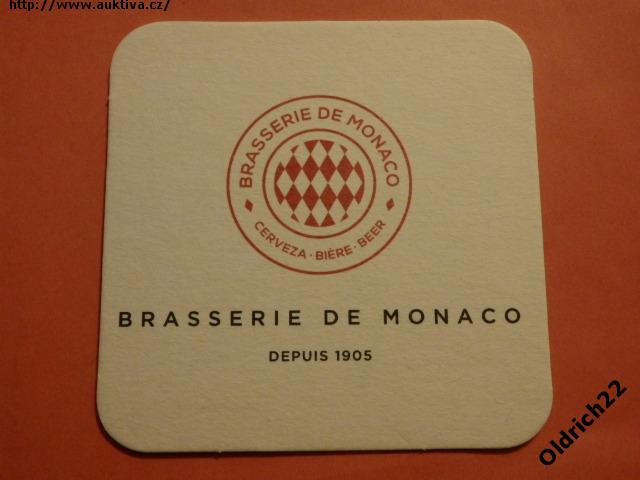 http://www.auktiva.cz/
BRASSERIE DE MONACO
CERVEZA · BIÈRE · BEER
BRASSERIE DE MONACO
DEPUIS 1905
Oldrich22